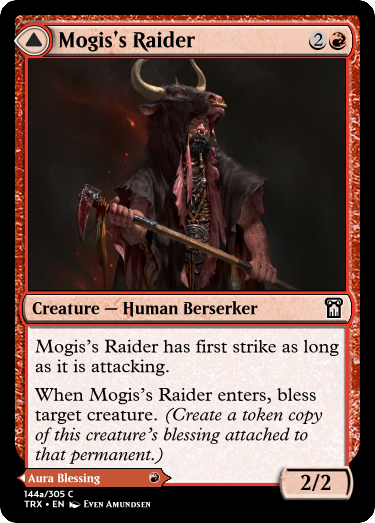 Mogis's Raider 2
Creature — Human Berserker
Mogis's Raider has first strike as long
as it is attacking.
When Mogis's Raider enters, bless
target creature. (Create a token copy
of this creature's blessing attached to
that permanent.)
Aura Blessing
2/2
144a/305 C
TRX • EN Even Amundsen